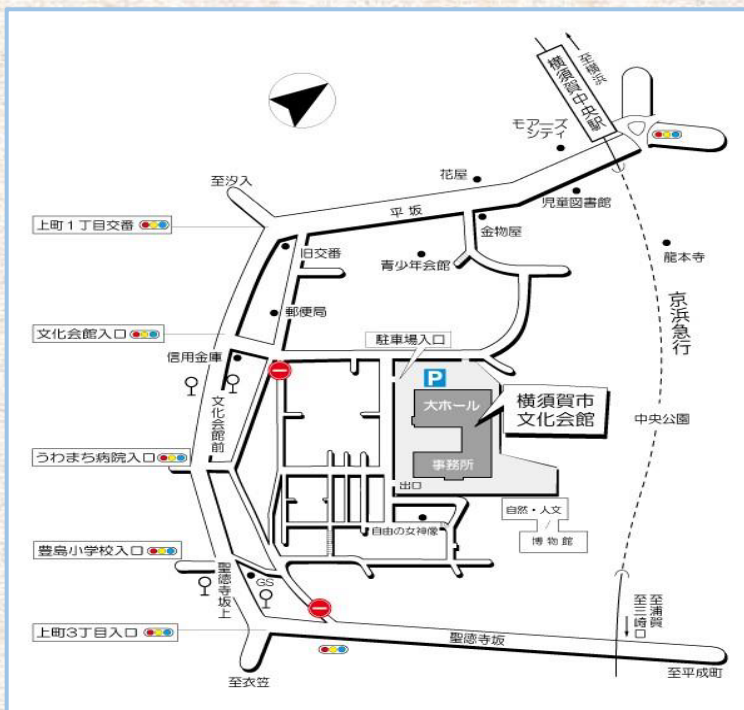 至横浜
横須賀中央駅
モアーズ
シティ
花屋
至汐入
平坂
児童図書館
上町1丁目交番
金物屋
旧交番
青少年会館
龍本寺
京浜急行
郵便局
文化会館入口
駐車場入口
信用金庫
P
大ホール
横須賀市
文化会館
文化会館前
中央公園
うわまち病院入口
事務所
出口
自然・人文
/
博物館
自由の女神像
豊島小学校入口
聖徳寺坂上
GS
上町3丁目入口
聖徳寺坂
至浦賀
至三崎口
至衣笠
至平成町